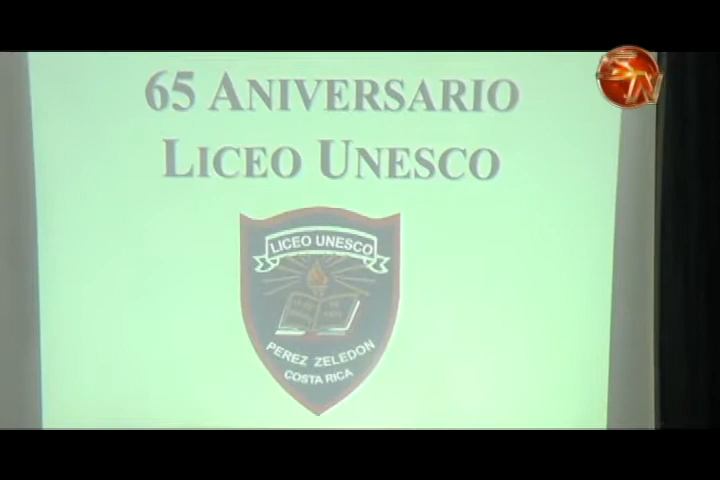 65 ANIVERSARIO
LICEO UNESCO
LICEO UNESCO
PEREZ ZELEDON
COSTA RICA